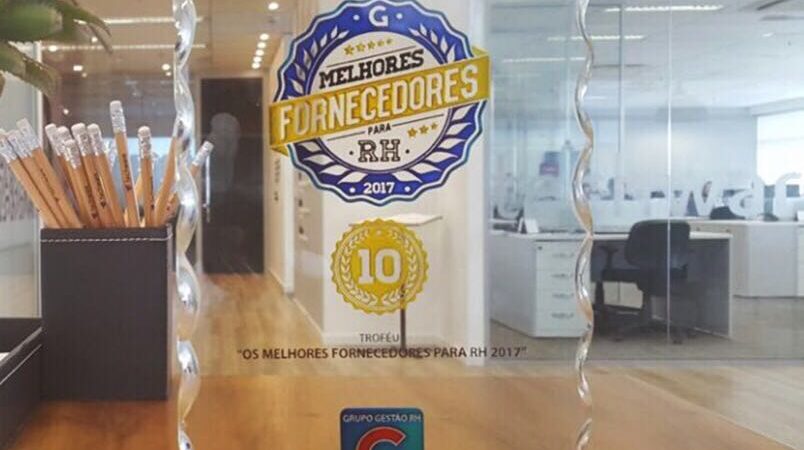 G
MELHORES
FORNECEDORES
PARA
RH
2017
10
TROFÉU
"OS MELHORES FORNECEDORES PARA RH 2017"
GRUPO GESTÃO RH
G